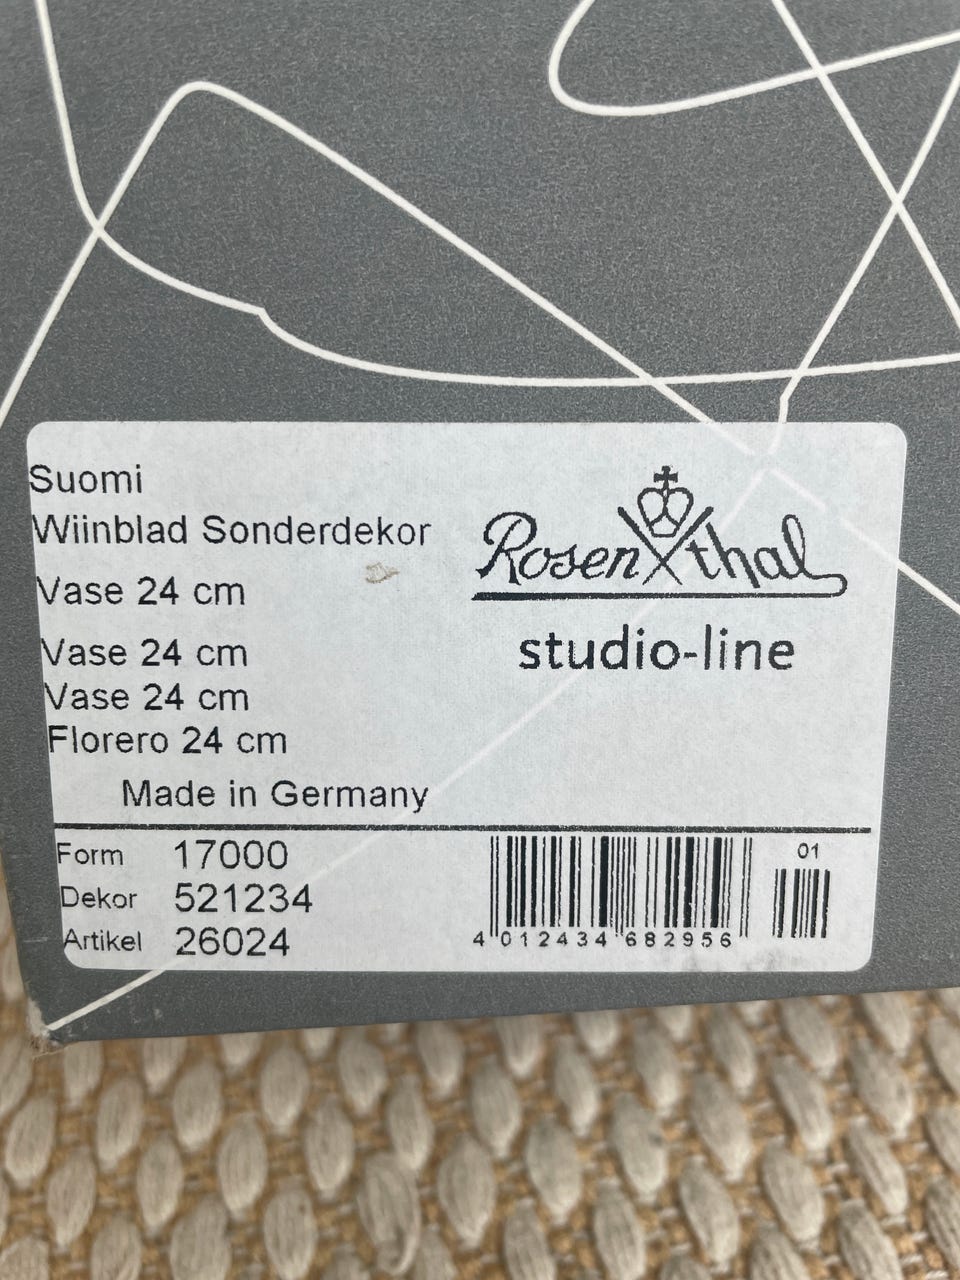 Suomi
Wiinblad Sonderdekor
Vase 24 cm
Vase 24 cm
Vase 24 cm
Florero 24 cm
Made in Germany
Rosenthal
studio-line
Form 17000
Dekor 521234
Artikel 26024
01
4 012434 682956